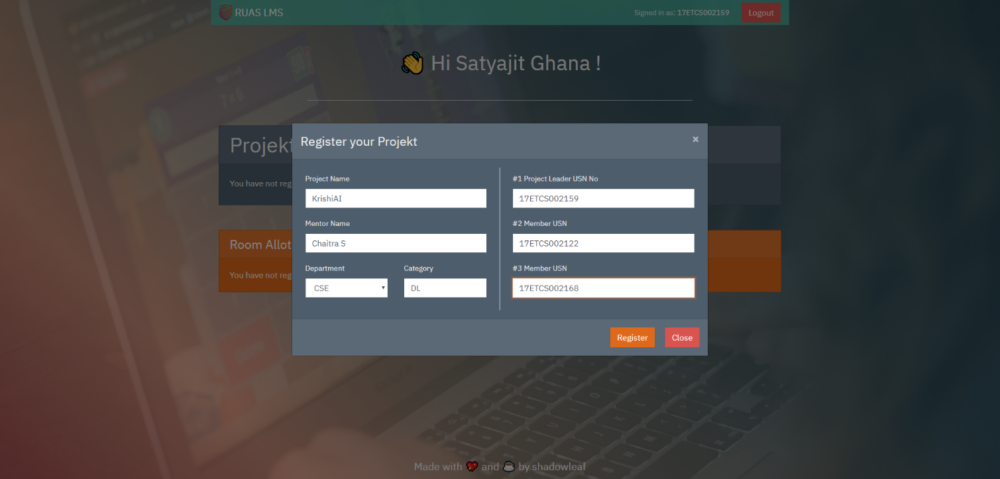 RUAS LMS
Signed in as: 17ETCS002159
Logout
Hi Satyajit Ghana !
Projekt
You have not reg
Room Allot
You have not reg
Register your Projekt
×
Project Name
KrishiAI
Mentor Name
Chaitra S
Department
Category
CSE
DL
#1 Project Leader USN No
17ETCS002159
#2 Member USN
17ETCS002122
#3 Member USN
17ETCS002168
Register
Close
Made with and by shadowleaf